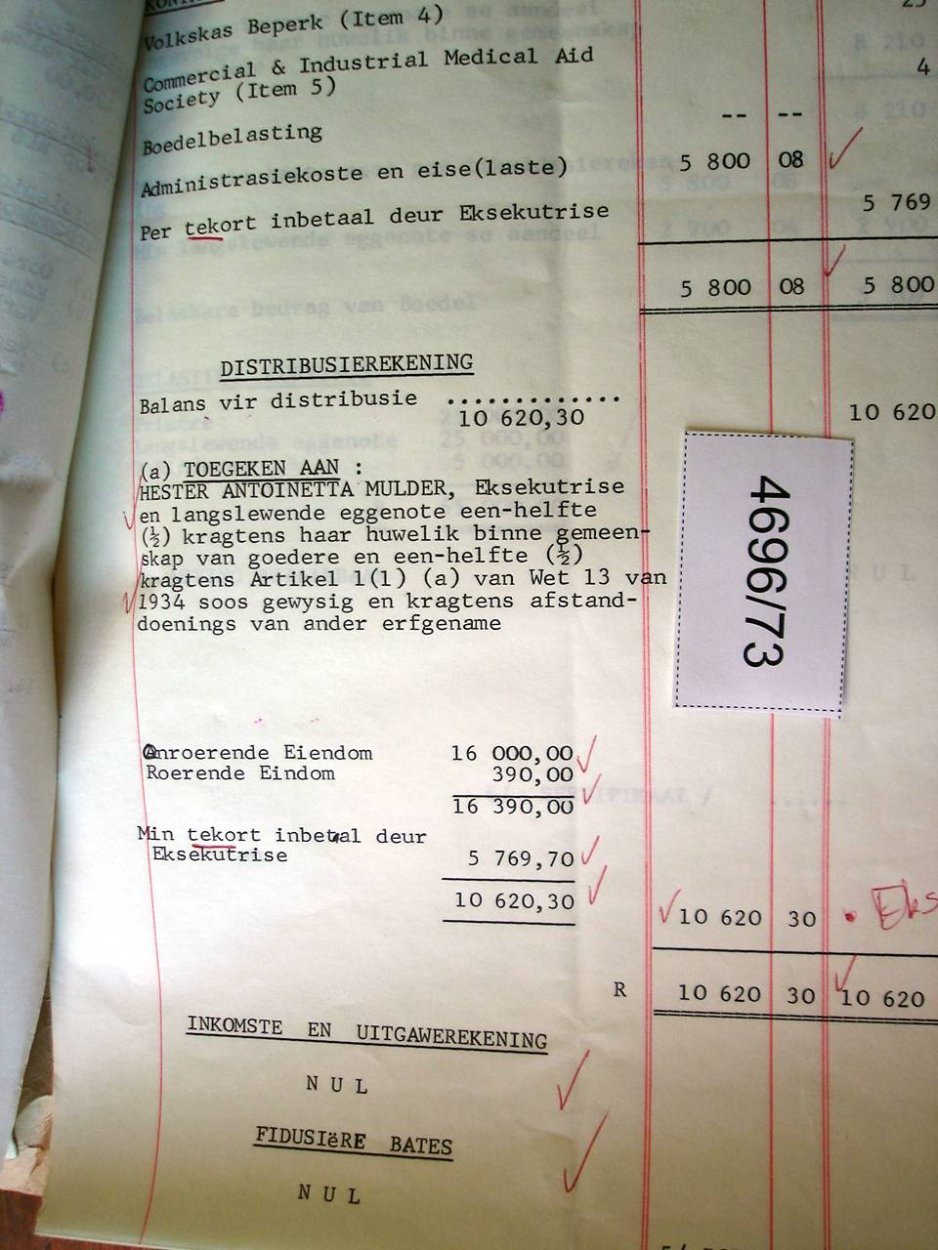 Volkskas Beperk (Item 4)
Commercial & Industrial Medical Aid 4
Society (Item 5)
Boedelbelasting -- --
Administrasiekoste en eise(laste) 5 800 08
Per tekort inbetaal deur Eksekutrise 5 769
5 800 08 5 800
DISTRIBUSIEREKENING
Balans vir distribusie .............
10 620,30 10 620
(a) TOEGEKEN AAN :
HESTER ANTOINETTA MULDER, Eksekutrise
en langslewende eggenote een-helfte
(½) kragtens haar huwelik binne gemeen-
skap van goedere en een-helfte (½)
kragtens Artikel 1(1) (a) van Wet 13 van
1934 soos gewysig en kragtens afstand-
doenings van ander erfgename
4696/73
Onroerende Eiendom 16 000,00
Roerende Eindom 390,00
16 390,00
Min tekort inbetaal deur
Eksekutrise 5 769,70
10 620,30
10 620 30 Eks
R 10 620 30 10 620
INKOMSTE EN UITGAWEREKENING
N U L
FIDUSIëRE BATES
N U L